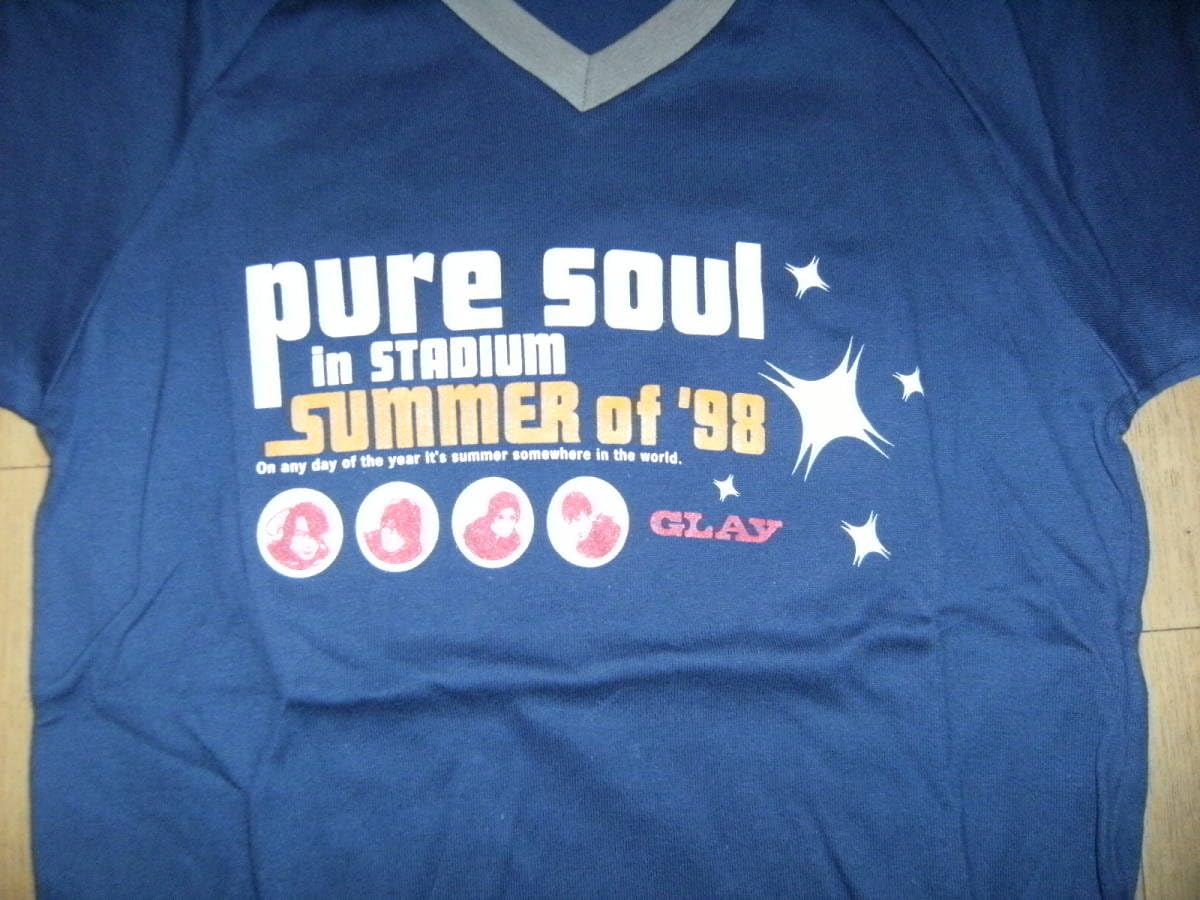 pure soul
in STADIUM
SUMMER of '98
On any day of the year it's summer somewhere in the world.
GLAY